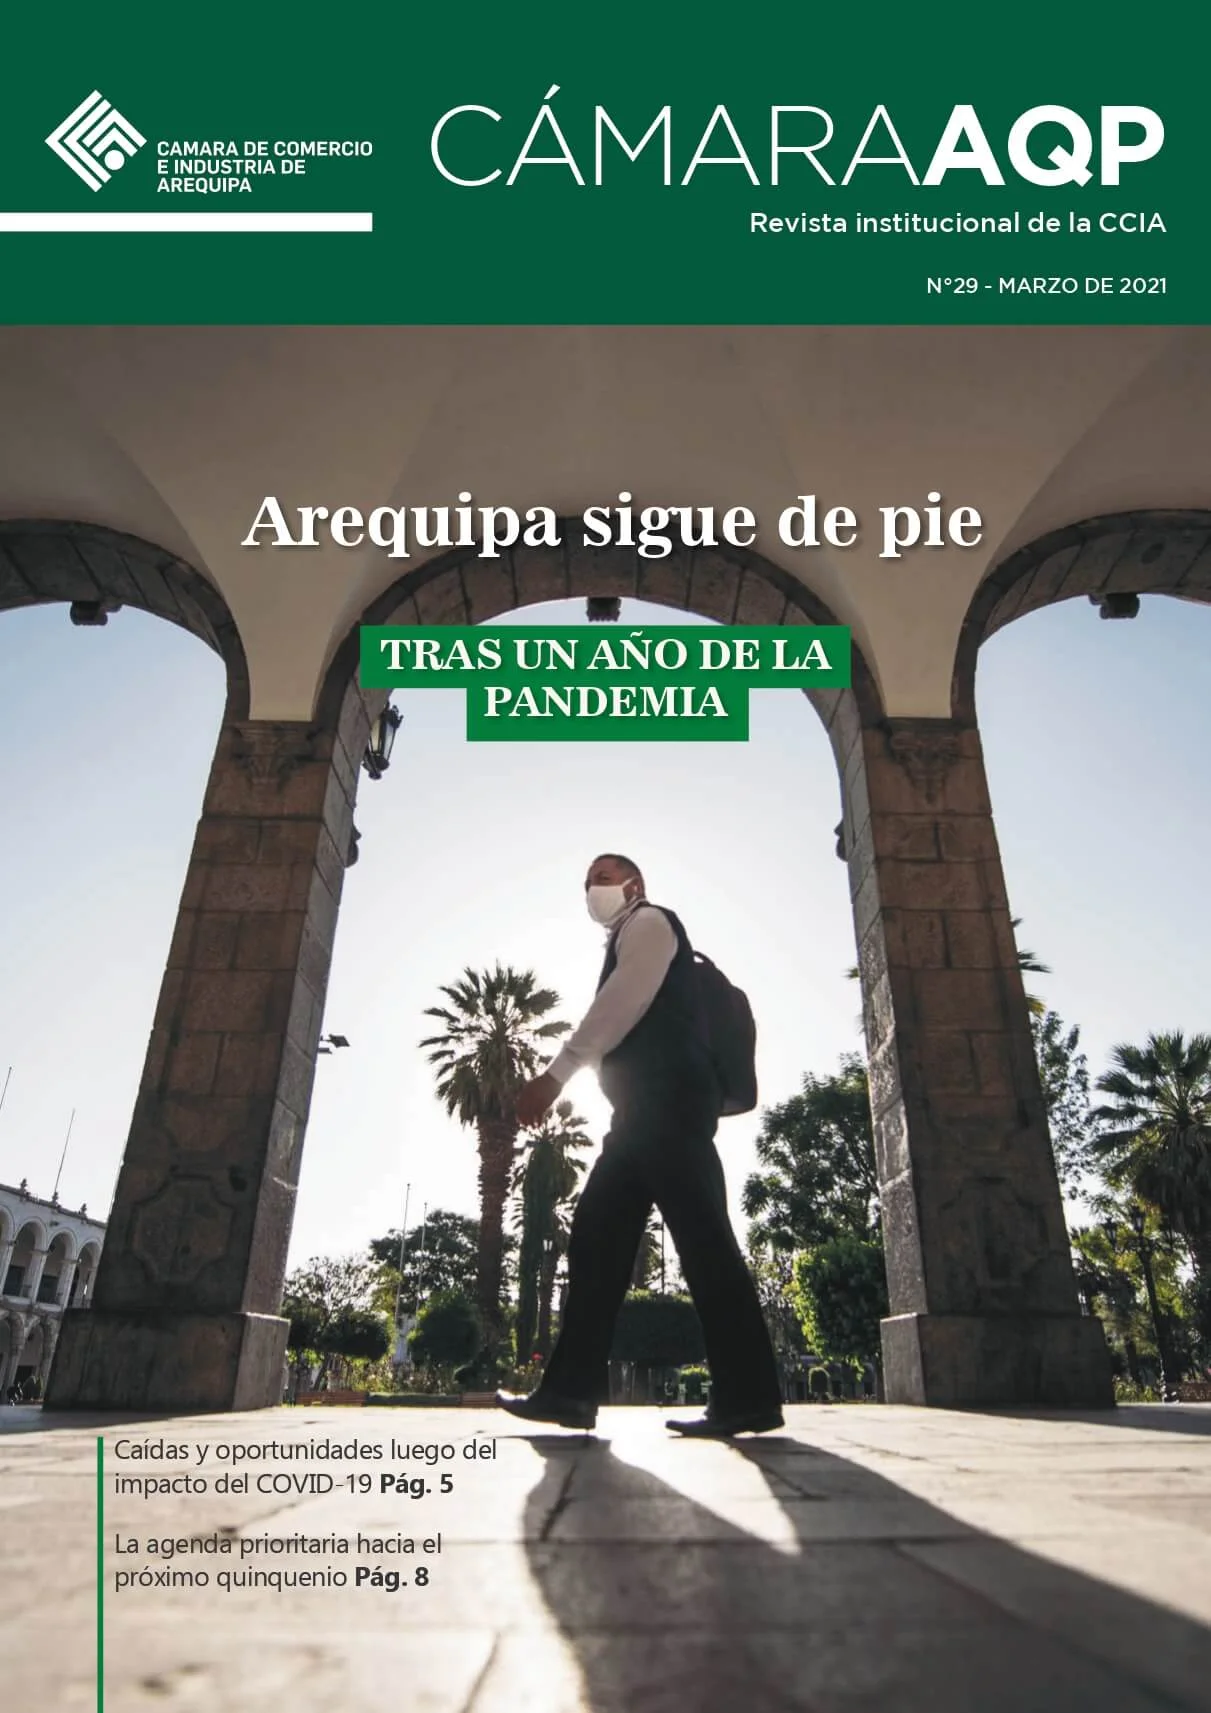 CAMARA DE COMERCIO
E INDUSTRIA DE
AREQUIPA
CÁMARAAQP
Revista institucional de la CCIA
N°29 - MARZO DE 2021
Arequipa sigue de pie
TRAS UN AÑO DE LA
PANDEMIA
Caídas y oportunidades luego del
impacto del COVID-19 Pág. 5
La agenda prioritaria hacia el
próximo quinquenio Pág. 8